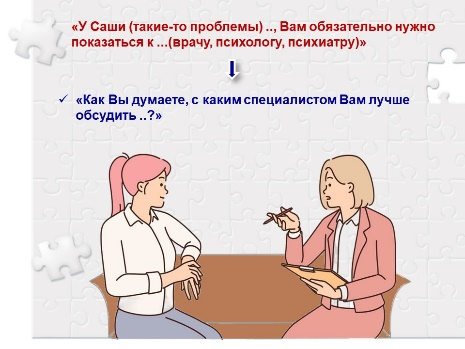 «У Саши (такие-то проблемы) .., Вам обязательно нужно
показаться к ...(врачу, психологу, психиатру)»
✓ «Как Вы думаете, с каким специалистом Вам лучше
обсудить ..?»